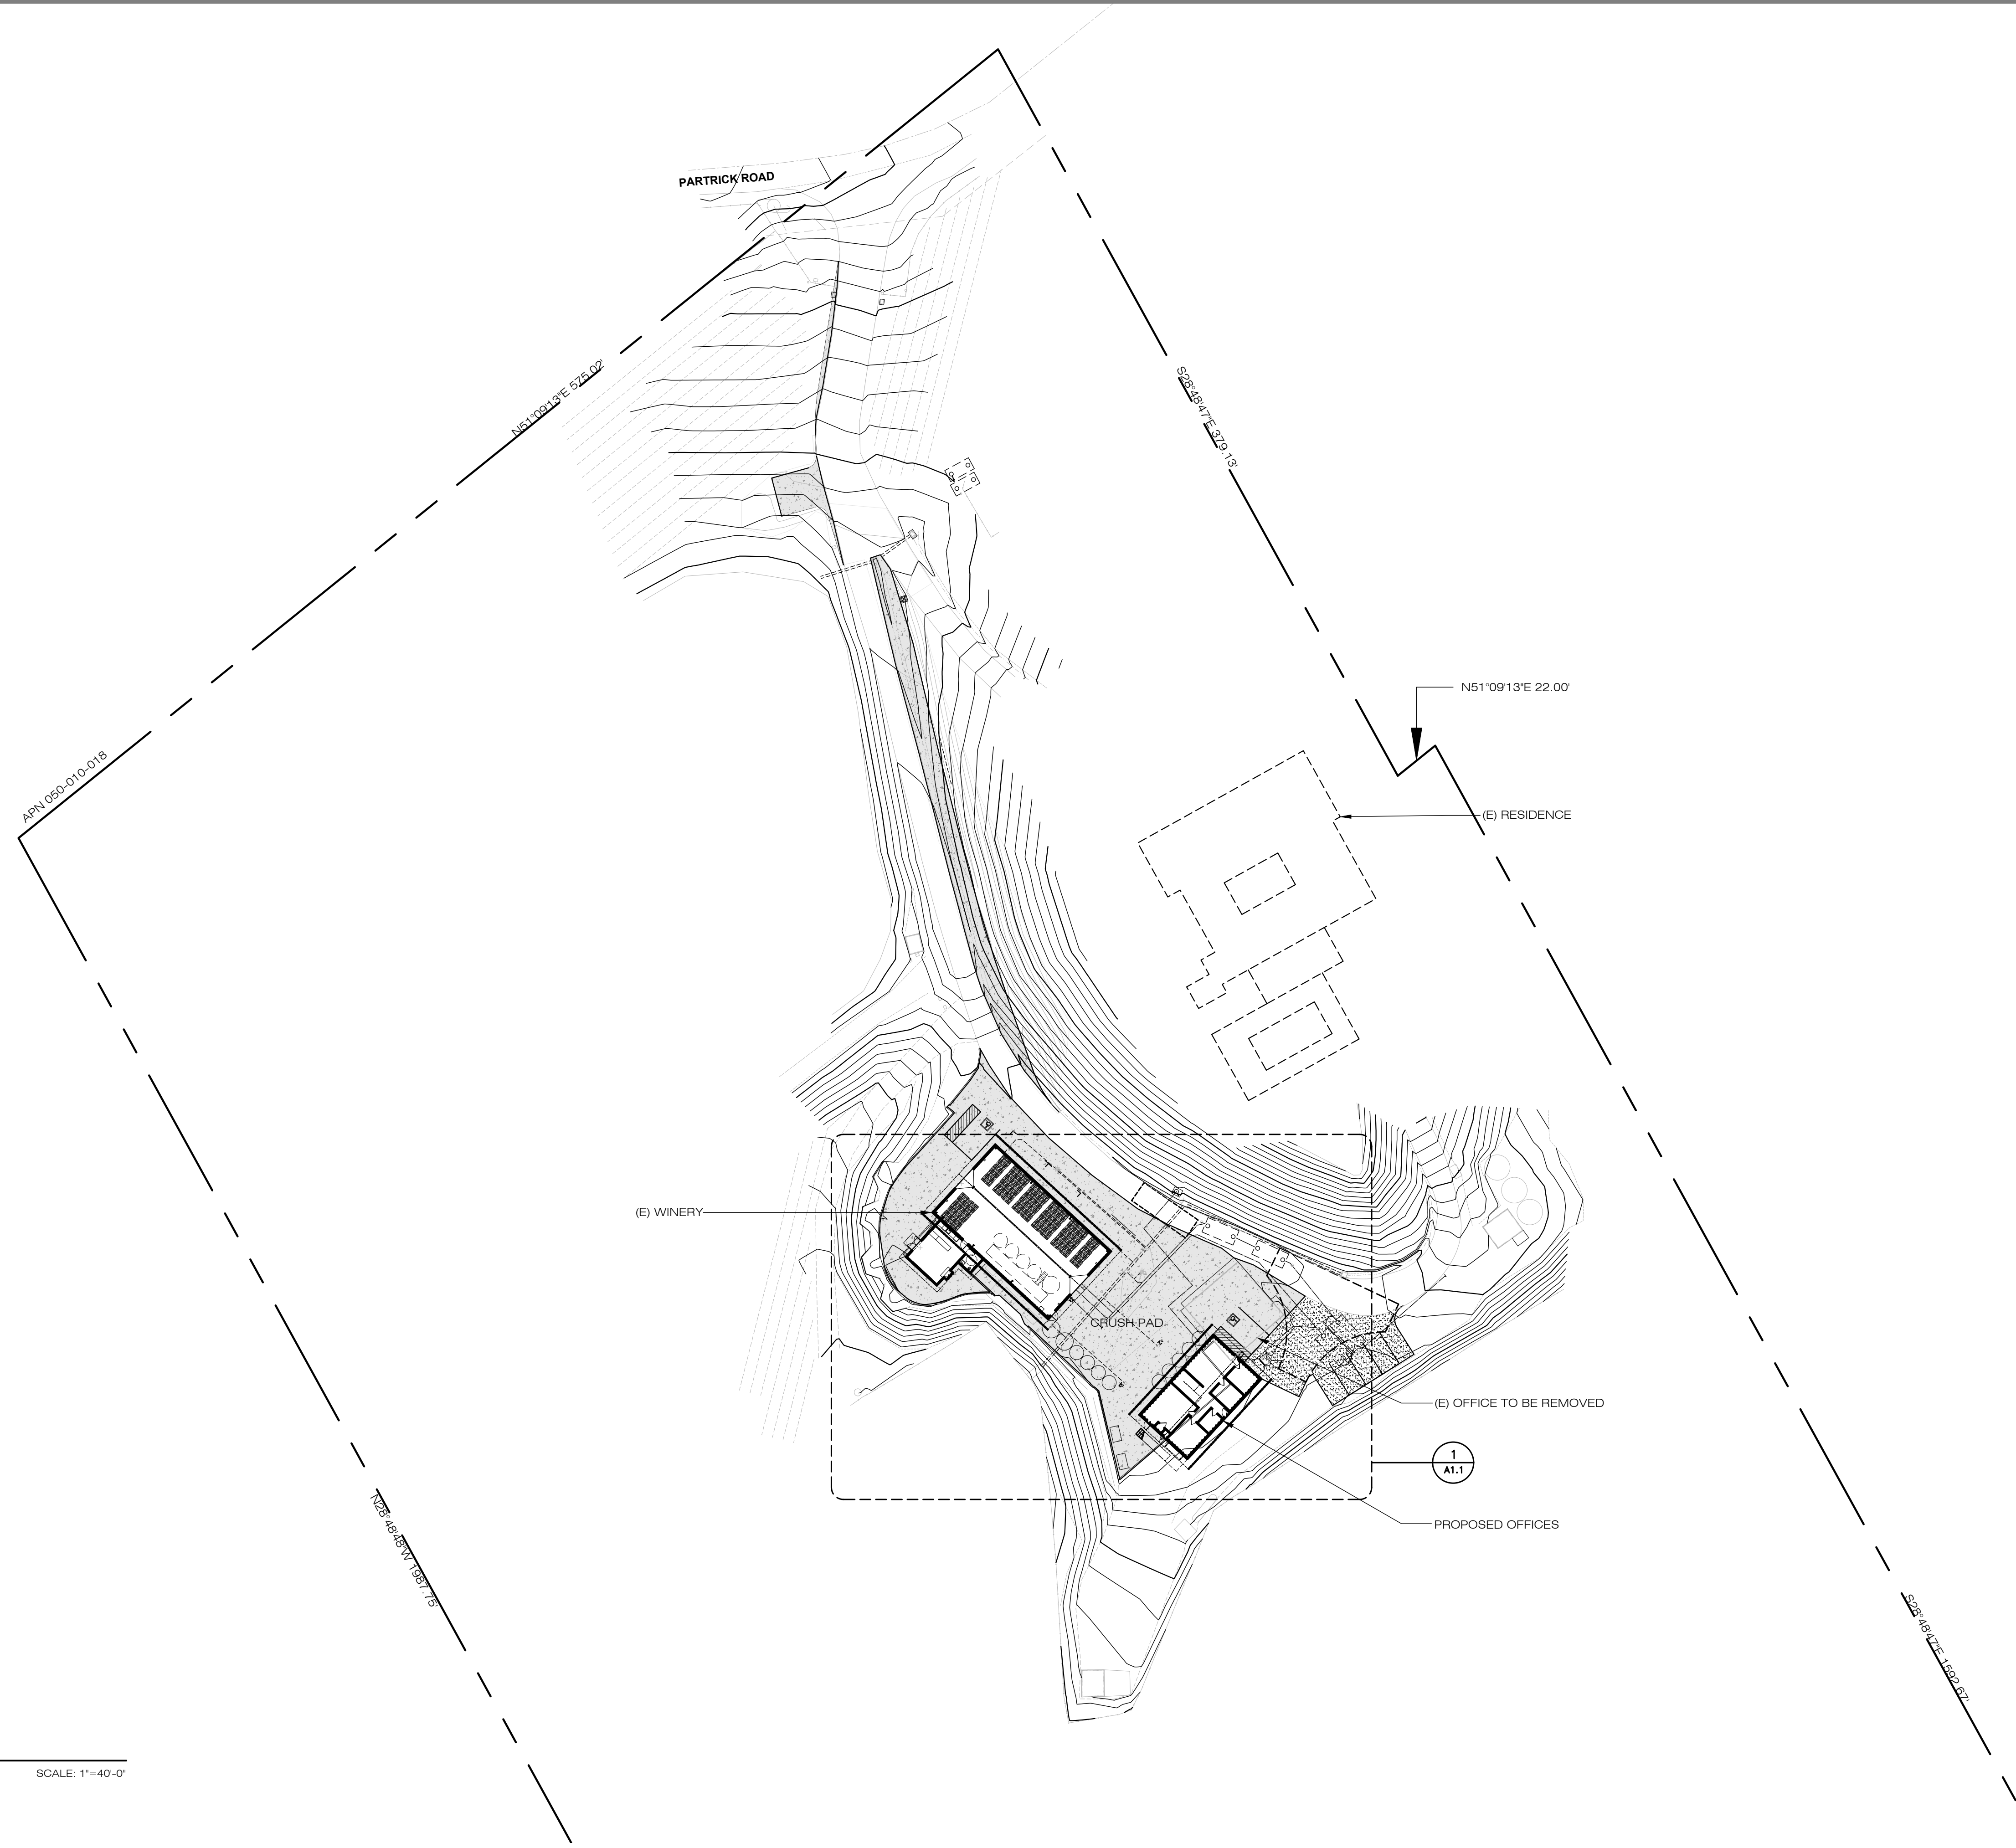 PARTRICK ROAD
N51°09'13"E 575.02'
S28°48'47"E 379.13'
N51°09'13"E 22.00'
APN 050-010-018
(E) RESIDENCE
(E) WINERY
CRUSH PAD
(E) OFFICE TO BE REMOVED
1
A1.1
PROPOSED OFFICES
N28°48'48"W 1987.75'
S28°48'47"E 1592.67'
SCALE: 1"=40'-0"